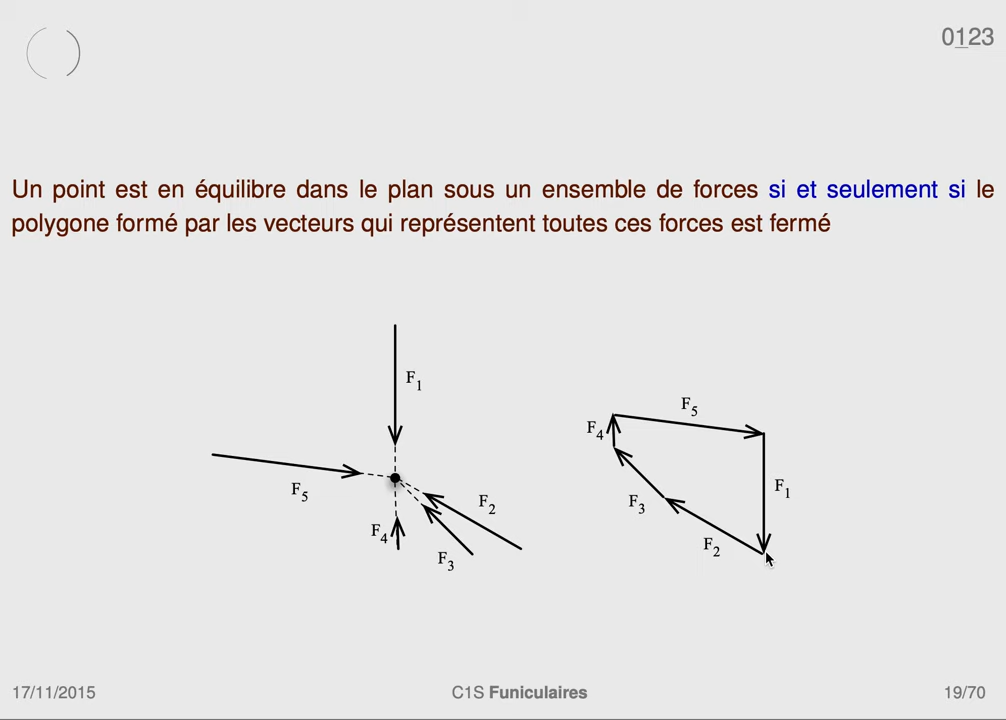 0123
Un point est en équilibre dans le plan sous un ensemble de forces si et seulement si le
polygone formé par les vecteurs qui représentent toutes ces forces est fermé
F1
F5
F2
F4
F3
F5
F4
F1
F3
F2
17/11/2015
C1S Funiculaires
19/70